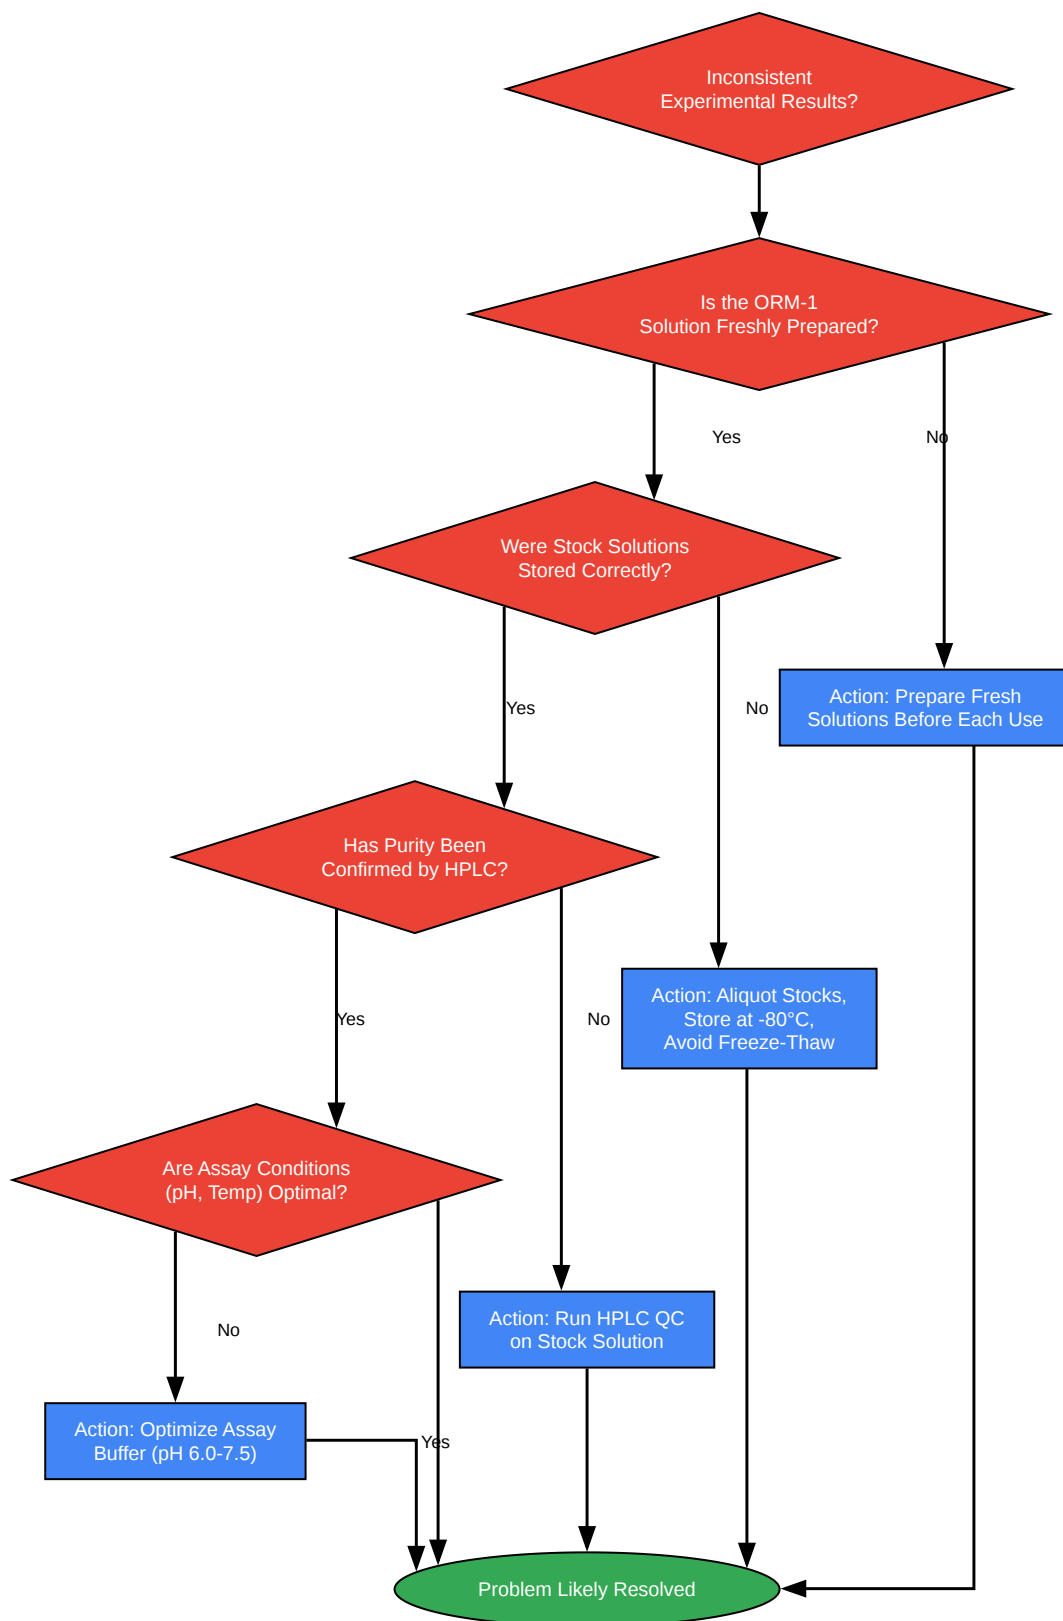 Inconsistent
Experimental Results?
Is the ORM-1
Solution Freshly Prepared?
Yes
No
Were Stock Solutions
Stored Correctly?
Yes
No
Action: Prepare Fresh
Solutions Before Each Use
Has Purity Been
Confirmed by HPLC?
Yes
No
Action: Aliquot Stocks,
Store at -80°C,
Avoid Freeze-Thaw
Are Assay Conditions
(pH, Temp) Optimal?
No
Action: Run HPLC QC
on Stock Solution
Action: Optimize Assay
Buffer (pH 6.0-7.5)
Yes
Problem Likely Resolved